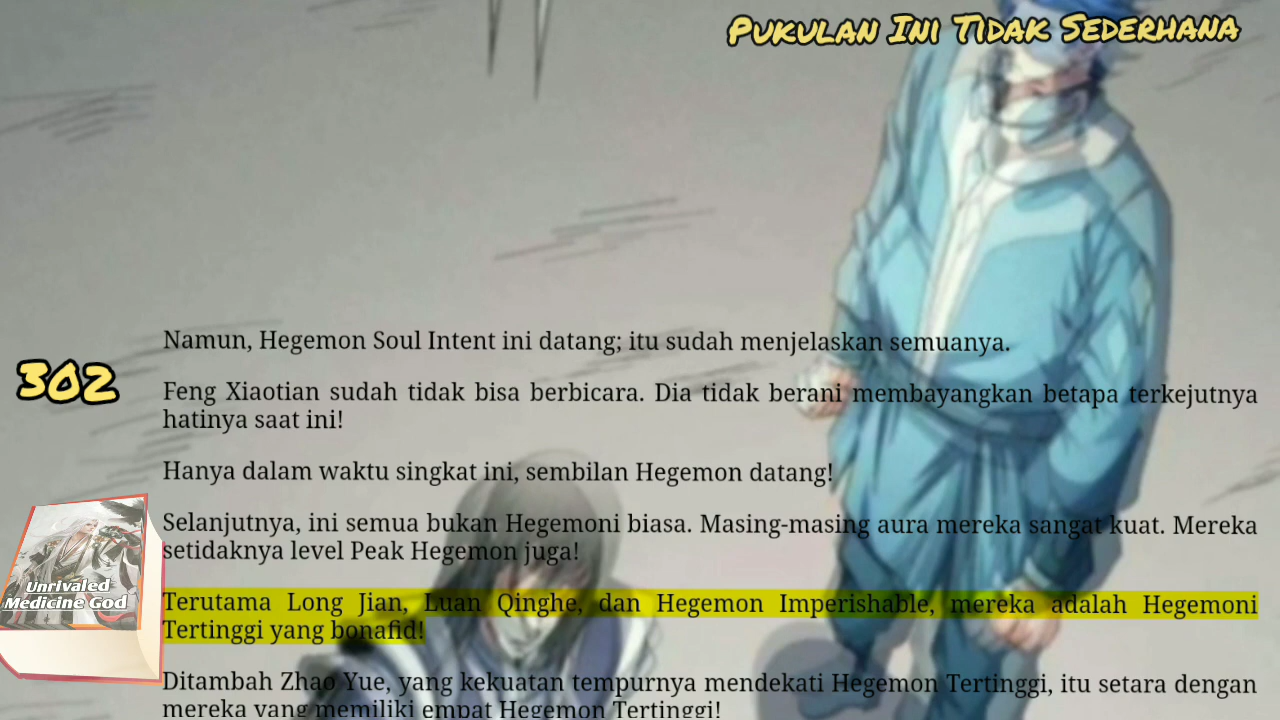 Pukulan Ini Tidak Sederhana
Namun, Hegemon Soul Intent ini datang; itu sudah menjelaskan semuanya.
302
Feng Xiaotian sudah tidak bisa berbicara. Dia tidak berani membayangkan betapa terkejutnya
hatinya saat ini!
Hanya dalam waktu singkat ini, sembilan Hegemon datang!
Selanjutnya, ini semua bukan Hegemoni biasa. Masing-masing aura mereka sangat kuat. Mereka
setidaknya level Peak Hegemon juga!
Unrivaled
Medicine God
Terutama Long Jian, Luan Qinghe, dan Hegemon Imperishable, mereka adalah Hegemoni
Tertinggi yang bonafid!
Ditambah Zhao Yue, yang kekuatan tempurnya mendekati Hegemon Tertinggi, itu setara dengan
mereka yang memiliki empat Hegemon Tertinggi!